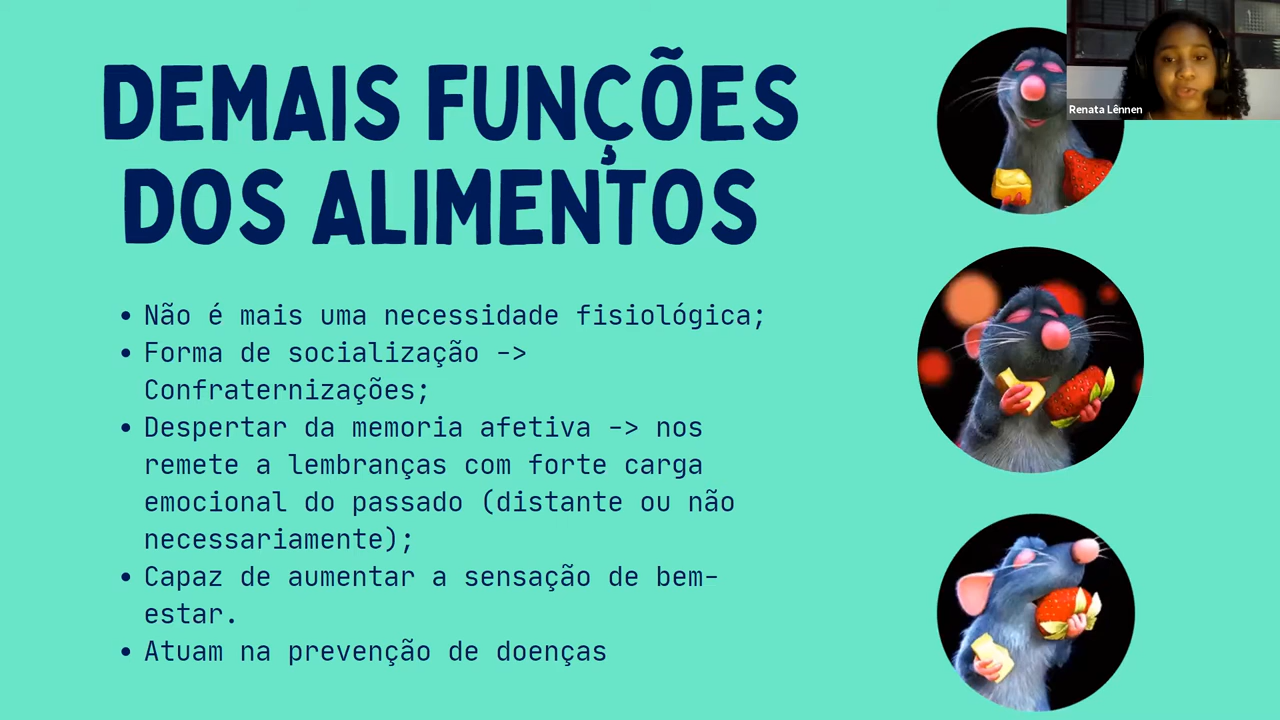 DEMAIS FUNÇÕES
DOS ALIMENTOS
Renata Lênnen
• Não é mais uma necessidade fisiológica;
• Forma de socialização ->
Confraternizações;
• Despertar da memoria afetiva -> nos
remete a lembranças com forte carga
emocional do passado (distante ou não
necessariamente);
• Capaz de aumentar a sensação de bem-
estar.
• Atuam na prevenção de doenças